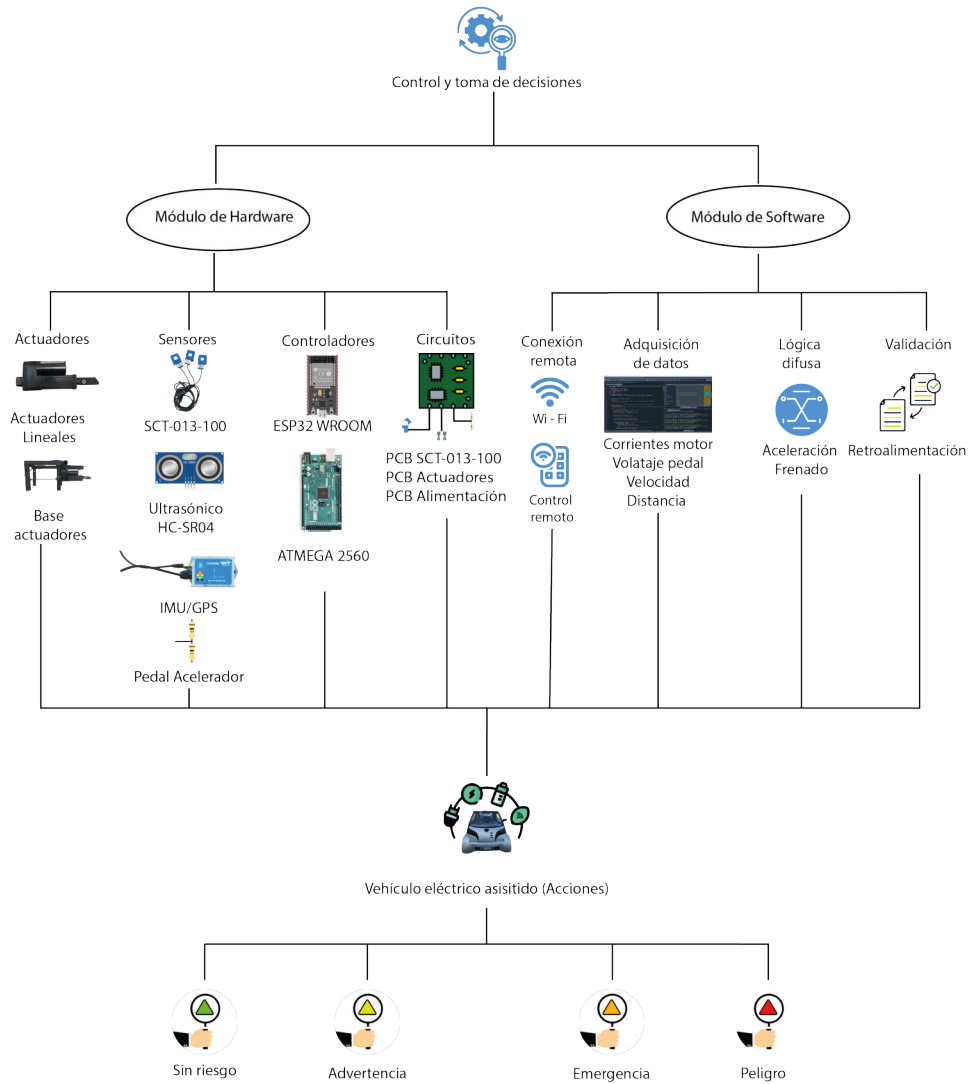 Control y toma de decisiones
Módulo de Hardware
Módulo de Software
Actuadores
Sensores
Controladores
Circuitos
Conexión
remota
Adquisición
de datos
Lógica
difusa
Validación
Actuadores
Lineales
Base
actuadores
SCT-013-100
Ultrasónico
HC-SR04
IMU/GPS
Pedal Acelerador
ESP32 WROOM
ATMEGA 2560
PCB SCT-013-100
PCB Actuadores
PCB Alimentación
Wi - Fi
Control
remoto
Corrientes motor
Volataje pedal
Velocidad
Distancia
Aceleración
Frenado
Retroalimentación
Vehículo eléctrico asisitido (Acciones)
Sin riesgo
Advertencia
Emergencia
Peligro